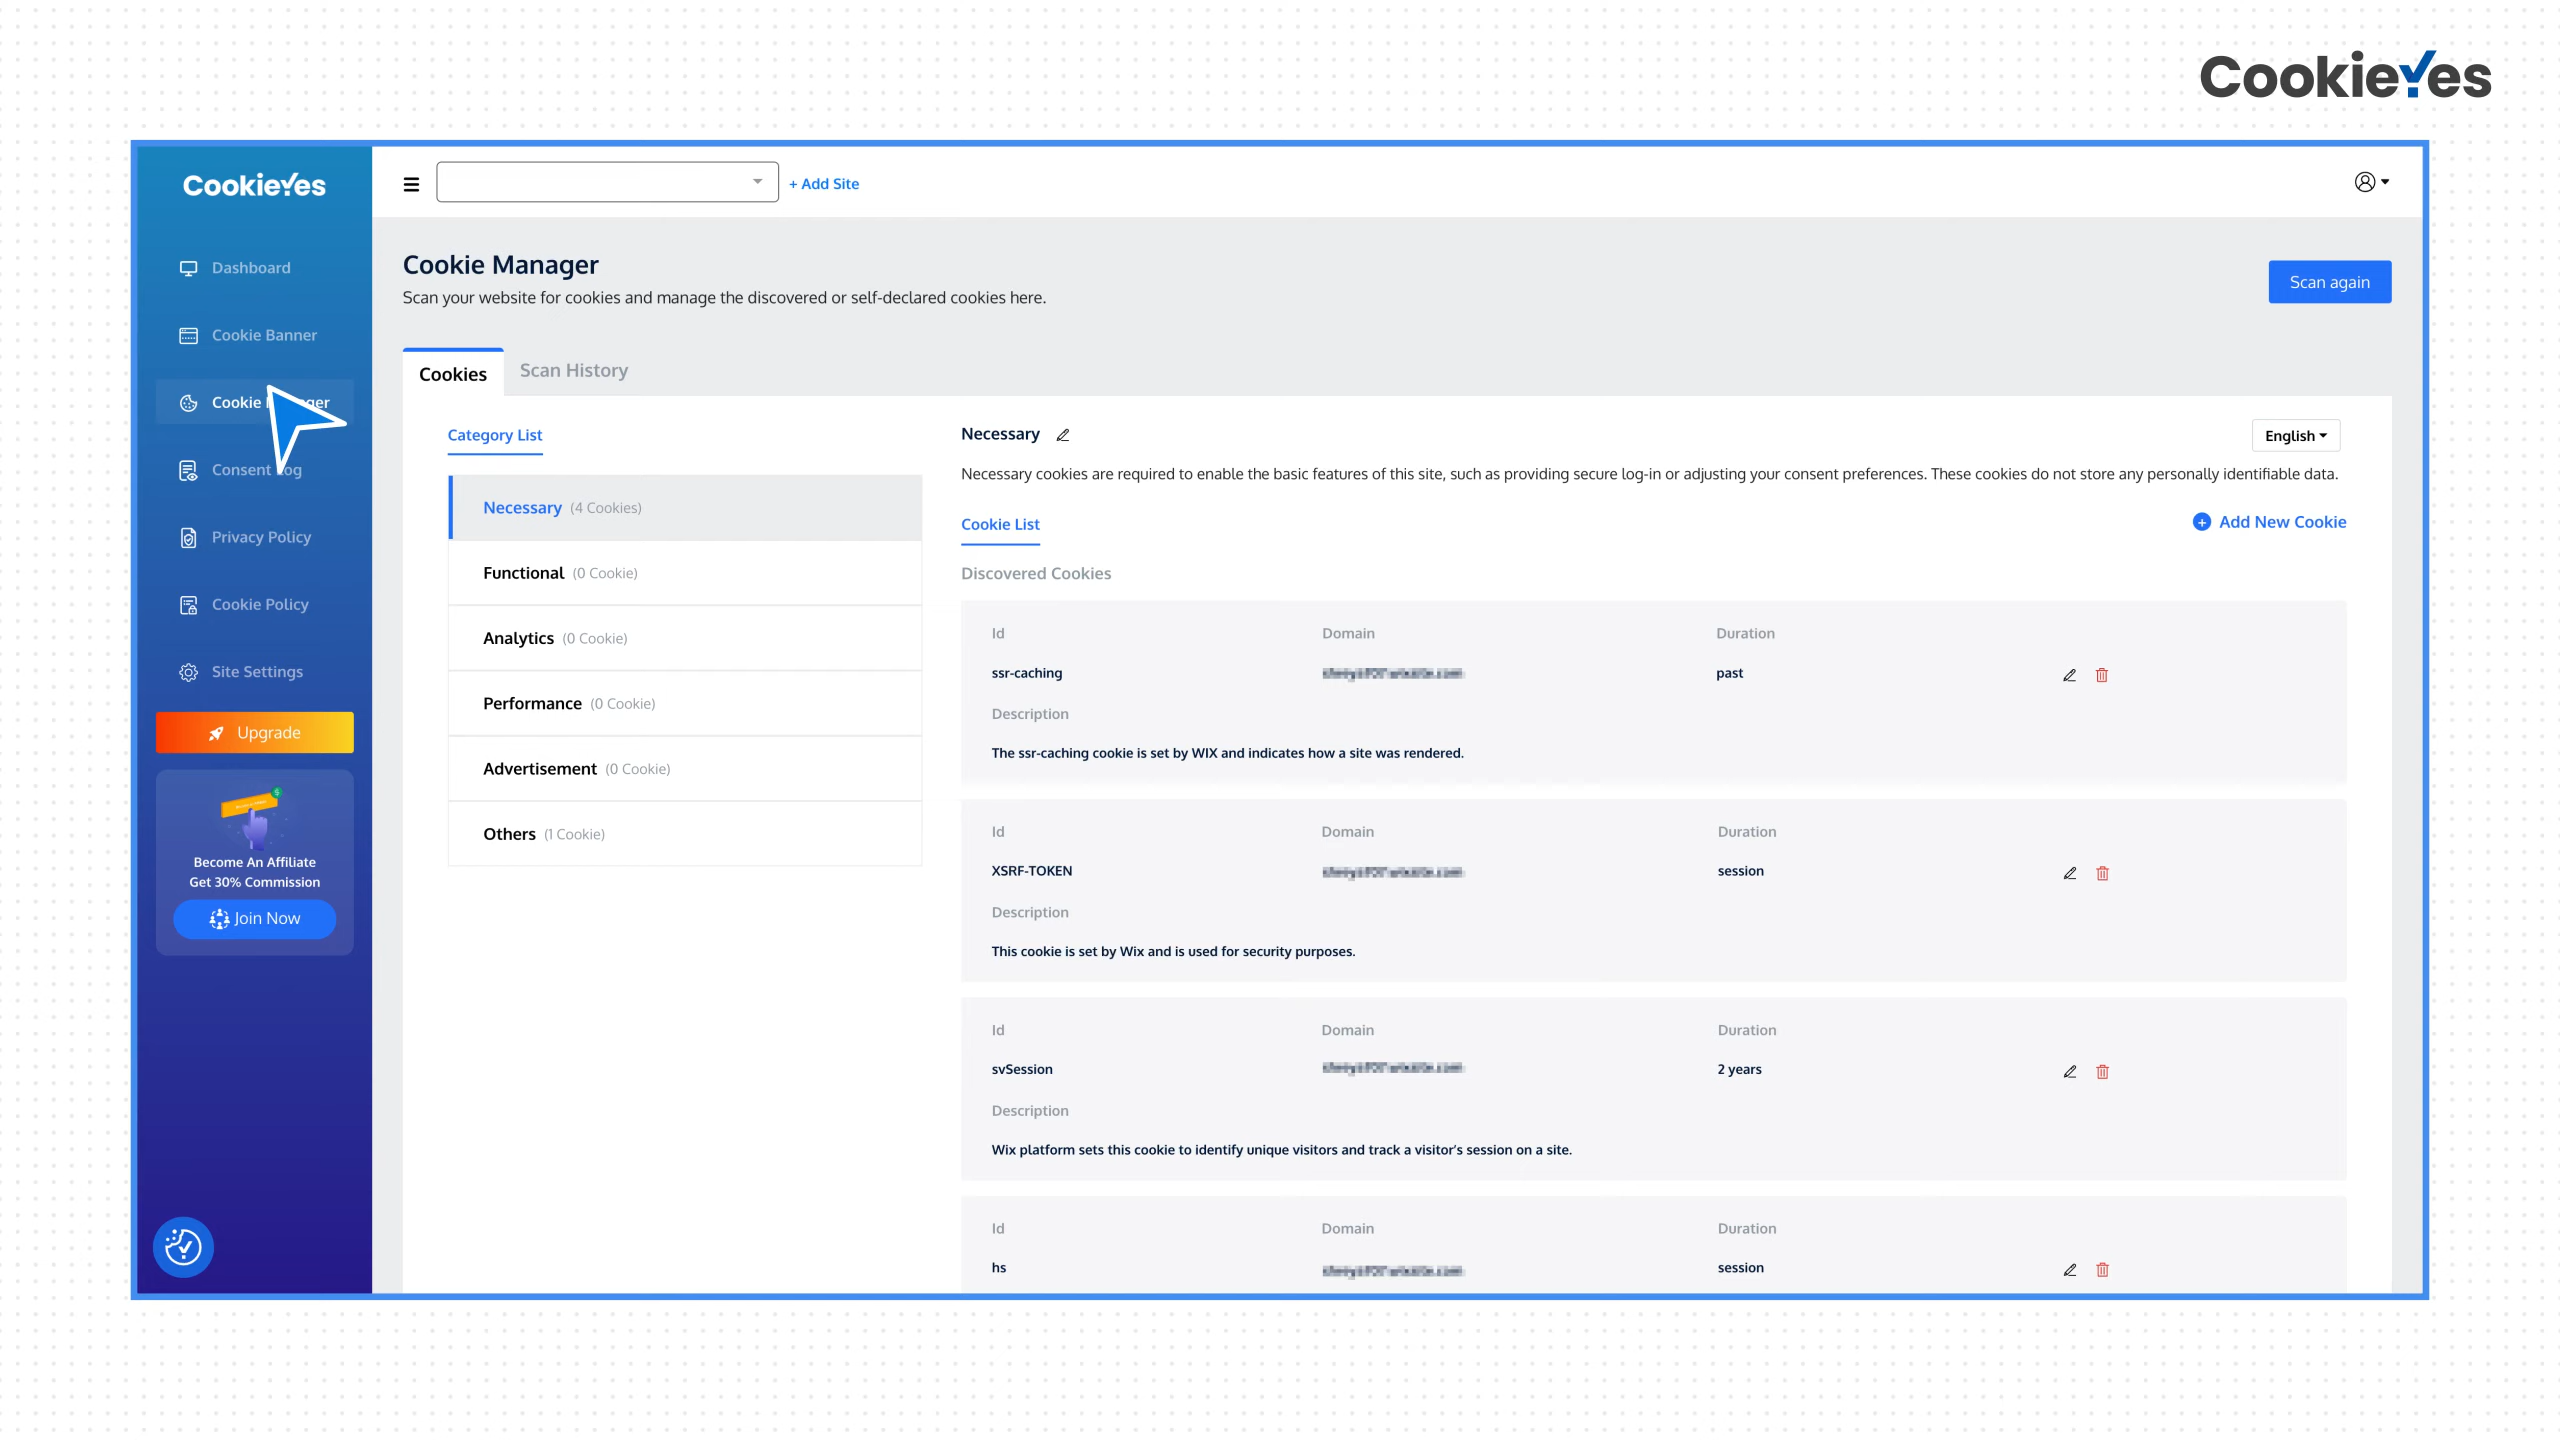 CookieYes
CookieYes
+ Add Site
Dashboard
Cookie Banner
Cookie Manager
Consent Log
Privacy Policy
Cookie Policy
Site Settings
Upgrade
Become An Affiliate
Get 30% Commission
Join Now
Cookie Manager
Scan your website for cookies and manage the discovered or self-declared cookies here.
Scan again
Cookies
Scan History
Category List
Necessary (4 Cookies)
Functional (0 Cookie)
Analytics (0 Cookie)
Performance (0 Cookie)
Advertisement (0 Cookie)
Others (1 Cookie)
Necessary
English
Necessary cookies are required to enable the basic features of this site, such as providing secure log-in or adjusting your consent preferences. These cookies do not store any personally identifiable data.
Cookie List
Add New Cookie
Discovered Cookies
Id Domain Duration
ssr-caching past
Description
The ssr-caching cookie is set by WIX and indicates how a site was rendered.
Id Domain Duration
XSRF-TOKEN session
Description
This cookie is set by Wix and is used for security purposes.
Id Domain Duration
svSession 2 years
Description
Wix platform sets this cookie to identify unique visitors and track a visitor's session on a site.
Id Domain Duration
hs session